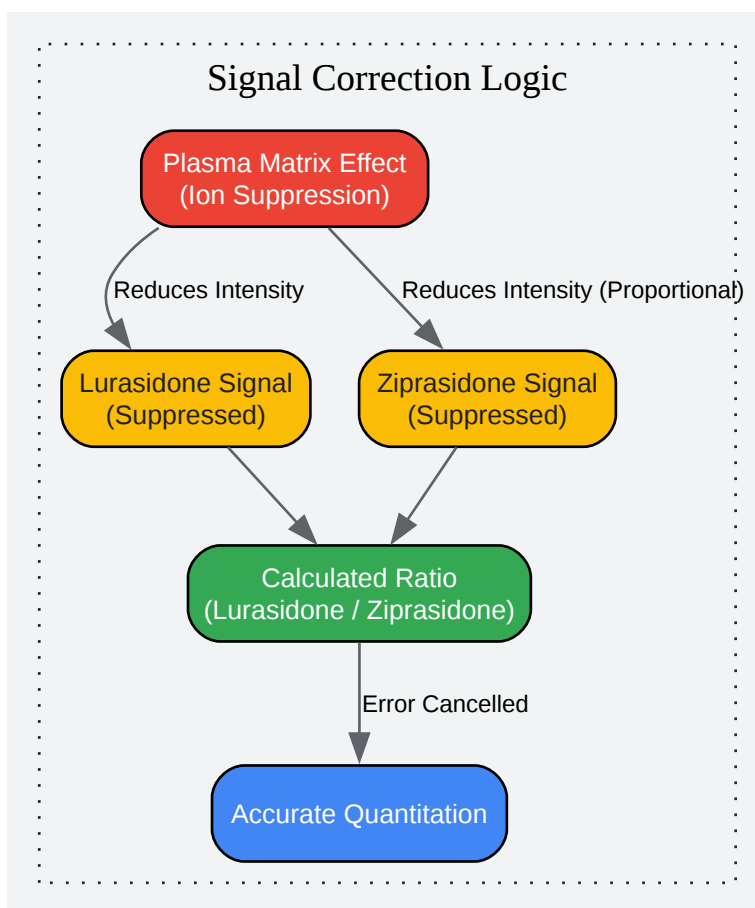 Signal Correction Logic
Plasma Matrix Effect
(Ion Suppression)
Reduces Intensity
Reduces Intensity (Proportional)
Lurasidone Signal
(Suppressed)
Ziprasidone Signal
(Suppressed)
Calculated Ratio
(Lurasidone / Ziprasidone)
Error Cancelled
Accurate Quantitation